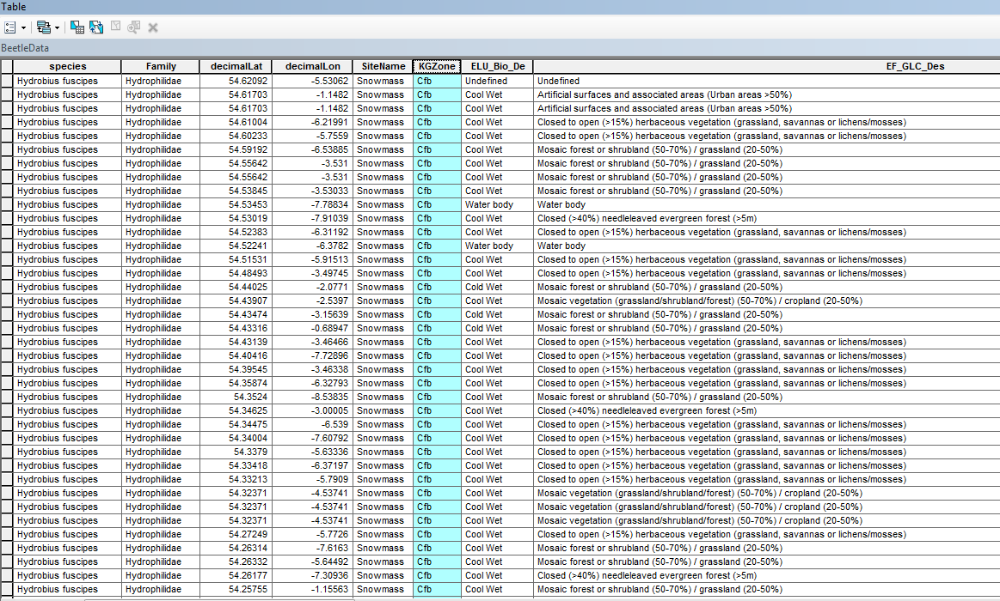 Table
BeetleData
species Family decimalLat decimalLon SiteName KGZone ELU_Bio_De EF_GLC_Des
Hydrobius fuscipes Hydrophilidae 54.62092 -5.53062 Snowmass Cfb Undefined Undefined
Hydrobius fuscipes Hydrophilidae 54.61703 -1.1482 Snowmass Cfb Cool Wet Artificial surfaces and associated areas (Urban areas >50%)
Hydrobius fuscipes Hydrophilidae 54.61703 -1.1482 Snowmass Cfb Cool Wet Artificial surfaces and associated areas (Urban areas >50%)
Hydrobius fuscipes Hydrophilidae 54.61004 -6.21991 Snowmass Cfb Cool Wet Closed to open (>15%) herbaceous vegetation (grassland, savannas or lichens/mosses)
Hydrobius fuscipes Hydrophilidae 54.60233 -5.7559 Snowmass Cfb Cool Wet Closed to open (>15%) herbaceous vegetation (grassland, savannas or lichens/mosses)
Hydrobius fuscipes Hydrophilidae 54.59192 -6.53885 Snowmass Cfb Cool Wet Mosaic forest or shrubland (50-70%) / grassland (20-50%)
Hydrobius fuscipes Hydrophilidae 54.55642 -3.531 Snowmass Cfb Cool Wet Mosaic forest or shrubland (50-70%) / grassland (20-50%)
Hydrobius fuscipes Hydrophilidae 54.55642 -3.531 Snowmass Cfb Cool Wet Mosaic forest or shrubland (50-70%) / grassland (20-50%)
Hydrobius fuscipes Hydrophilidae 54.53845 -3.53033 Snowmass Cfb Cool Wet Mosaic forest or shrubland (50-70%) / grassland (20-50%)
Hydrobius fuscipes Hydrophilidae 54.53453 -7.78834 Snowmass Cfb Water body Water body
Hydrobius fuscipes Hydrophilidae 54.53019 -7.91039 Snowmass Cfb Cool Wet Closed (>40%) needleleaved evergreen forest (>5m)
Hydrobius fuscipes Hydrophilidae 54.52383 -6.31192 Snowmass Cfb Cool Wet Closed to open (>15%) herbaceous vegetation (grassland, savannas or lichens/mosses)
Hydrobius fuscipes Hydrophilidae 54.52241 -6.3782 Snowmass Cfb Water body Water body
Hydrobius fuscipes Hydrophilidae 54.51531 -5.91513 Snowmass Cfb Cool Wet Closed to open (>15%) herbaceous vegetation (grassland, savannas or lichens/mosses)
Hydrobius fuscipes Hydrophilidae 54.48493 -3.49745 Snowmass Cfb Cool Wet Closed to open (>15%) herbaceous vegetation (grassland, savannas or lichens/mosses)
Hydrobius fuscipes Hydrophilidae 54.44025 -2.0771 Snowmass Cfb Cold Wet Mosaic forest or shrubland (50-70%) / grassland (20-50%)
Hydrobius fuscipes Hydrophilidae 54.43907 -2.5397 Snowmass Cfb Cool Wet Mosaic vegetation (grassland/shrubland/forest) (50-70%) / cropland (20-50%)
Hydrobius fuscipes Hydrophilidae 54.43474 -3.15639 Snowmass Cfb Cold Wet Mosaic forest or shrubland (50-70%) / grassland (20-50%)
Hydrobius fuscipes Hydrophilidae 54.43316 -0.68947 Snowmass Cfb Cold Wet Mosaic forest or shrubland (50-70%) / grassland (20-50%)
Hydrobius fuscipes Hydrophilidae 54.43139 -3.46466 Snowmass Cfb Cool Wet Closed to open (>15%) herbaceous vegetation (grassland, savannas or lichens/mosses)
Hydrobius fuscipes Hydrophilidae 54.40416 -7.72896 Snowmass Cfb Cool Wet Closed to open (>15%) herbaceous vegetation (grassland, savannas or lichens/mosses)
Hydrobius fuscipes Hydrophilidae 54.39545 -3.46338 Snowmass Cfb Cool Wet Closed to open (>15%) herbaceous vegetation (grassland, savannas or lichens/mosses)
Hydrobius fuscipes Hydrophilidae 54.35874 -6.32793 Snowmass Cfb Cool Wet Closed to open (>15%) herbaceous vegetation (grassland, savannas or lichens/mosses)
Hydrobius fuscipes Hydrophilidae 54.3524 -8.53835 Snowmass Cfb Cool Wet Mosaic forest or shrubland (50-70%) / grassland (20-50%)
Hydrobius fuscipes Hydrophilidae 54.34625 -3.00005 Snowmass Cfb Cool Wet Closed (>40%) needleleaved evergreen forest (>5m)
Hydrobius fuscipes Hydrophilidae 54.34475 -6.539 Snowmass Cfb Cool Wet Closed to open (>15%) herbaceous vegetation (grassland, savannas or lichens/mosses)
Hydrobius fuscipes Hydrophilidae 54.34004 -7.60792 Snowmass Cfb Cool Wet Closed to open (>15%) herbaceous vegetation (grassland, savannas or lichens/mosses)
Hydrobius fuscipes Hydrophilidae 54.3379 -5.63336 Snowmass Cfb Cool Wet Closed to open (>15%) herbaceous vegetation (grassland, savannas or lichens/mosses)
Hydrobius fuscipes Hydrophilidae 54.33418 -6.37197 Snowmass Cfb Cool Wet Closed to open (>15%) herbaceous vegetation (grassland, savannas or lichens/mosses)
Hydrobius fuscipes Hydrophilidae 54.33213 -5.7909 Snowmass Cfb Cool Wet Closed to open (>15%) herbaceous vegetation (grassland, savannas or lichens/mosses)
Hydrobius fuscipes Hydrophilidae 54.32371 -4.53741 Snowmass Cfb Cool Wet Mosaic vegetation (grassland/shrubland/forest) (50-70%) / cropland (20-50%)
Hydrobius fuscipes Hydrophilidae 54.32371 -4.53741 Snowmass Cfb Cool Wet Mosaic vegetation (grassland/shrubland/forest) (50-70%) / cropland (20-50%)
Hydrobius fuscipes Hydrophilidae 54.32371 -4.53741 Snowmass Cfb Cool Wet Mosaic vegetation (grassland/shrubland/forest) (50-70%) / cropland (20-50%)
Hydrobius fuscipes Hydrophilidae 54.27249 -5.7726 Snowmass Cfb Cool Wet Closed to open (>15%) herbaceous vegetation (grassland, savannas or lichens/mosses)
Hydrobius fuscipes Hydrophilidae 54.26314 -7.6163 Snowmass Cfb Cool Wet Mosaic forest or shrubland (50-70%) / grassland (20-50%)
Hydrobius fuscipes Hydrophilidae 54.26332 -5.64492 Snowmass Cfb Cool Wet Mosaic forest or shrubland (50-70%) / grassland (20-50%)
Hydrobius fuscipes Hydrophilidae 54.26177 -7.30936 Snowmass Cfb Cool Wet Closed (>40%) needleleaved evergreen forest (>5m)
Hydrobius fuscipes Hydrophilidae 54.25755 -1.15563 Snowmass Cfb Cool Wet Mosaic forest or shrubland (50-70%) / grassland (20-50%)